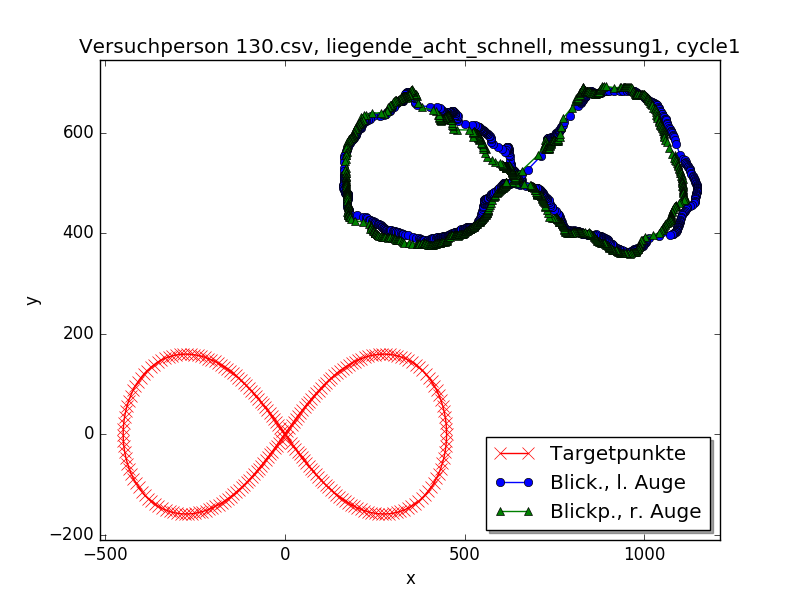 Versuchperson 130.csv, liegende_acht_schnell, messung1, cycle1
y
600
400
200
0
−200
Targetpunkte
Blick., l. Auge
Blickp., r. Auge
−500
0
500
1000
x